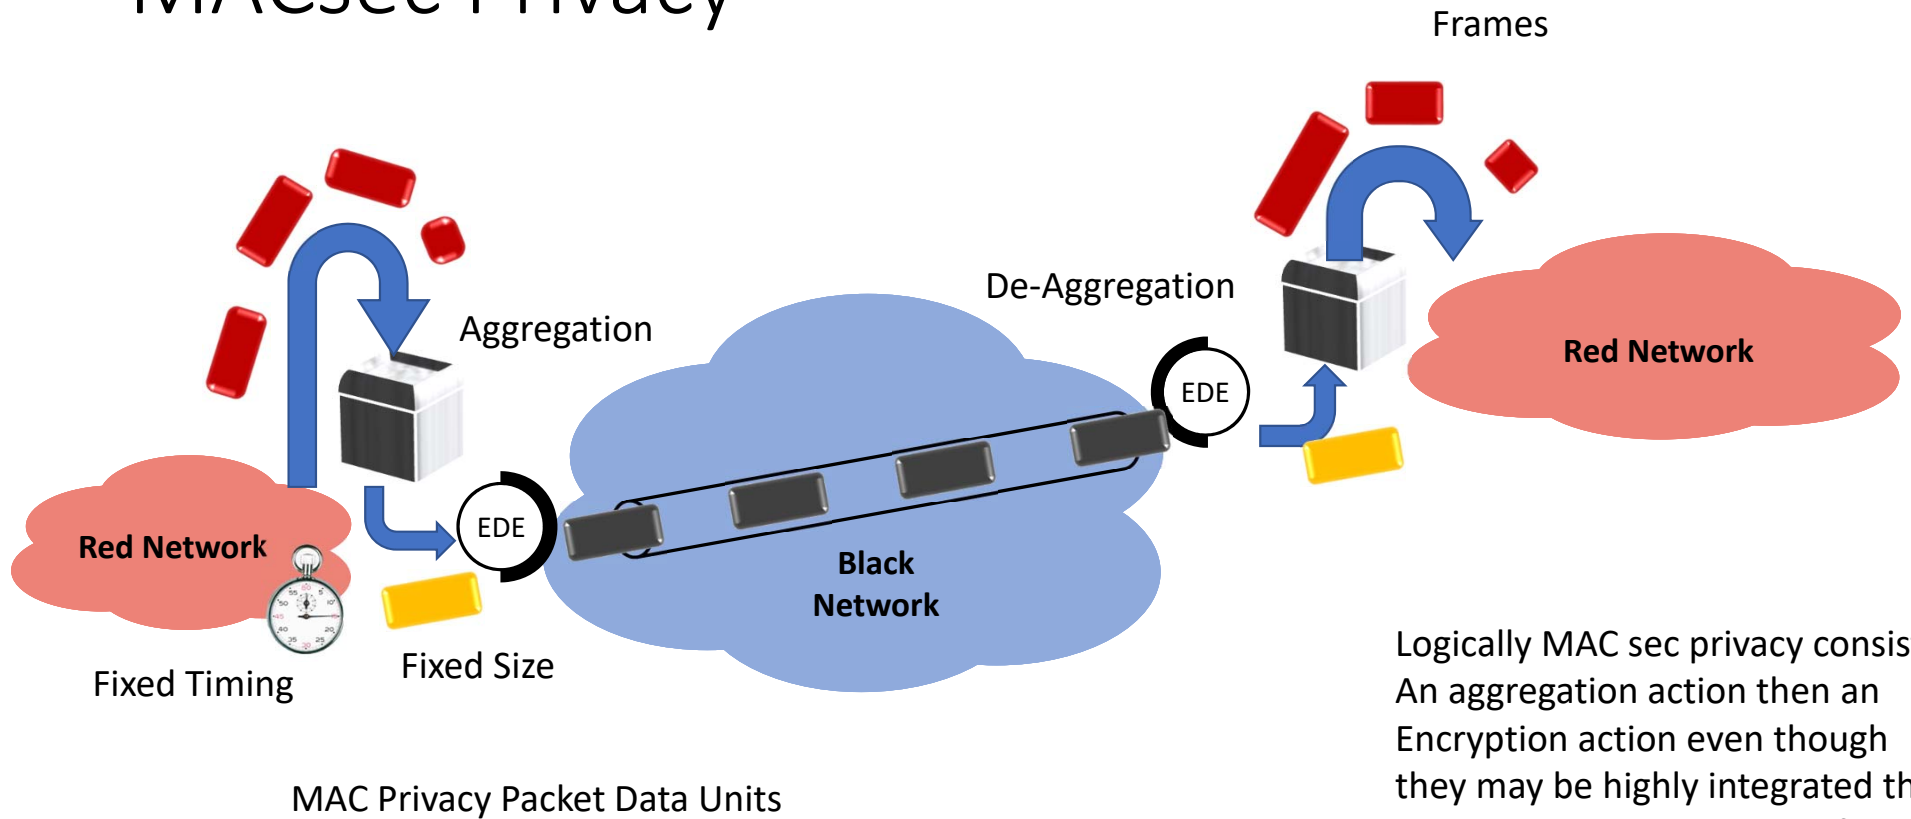 MACsec Privacy
Frames
De-Aggregation
Aggregation
EDE
Red Network
EDE
Red Network
Black
Network
Fixed Timing
Fixed Size
Logically MAC sec privacy consis
An aggregation action then an
Encryption action even though
they may be highly integrated th
MAC Privacy Packet Data Units